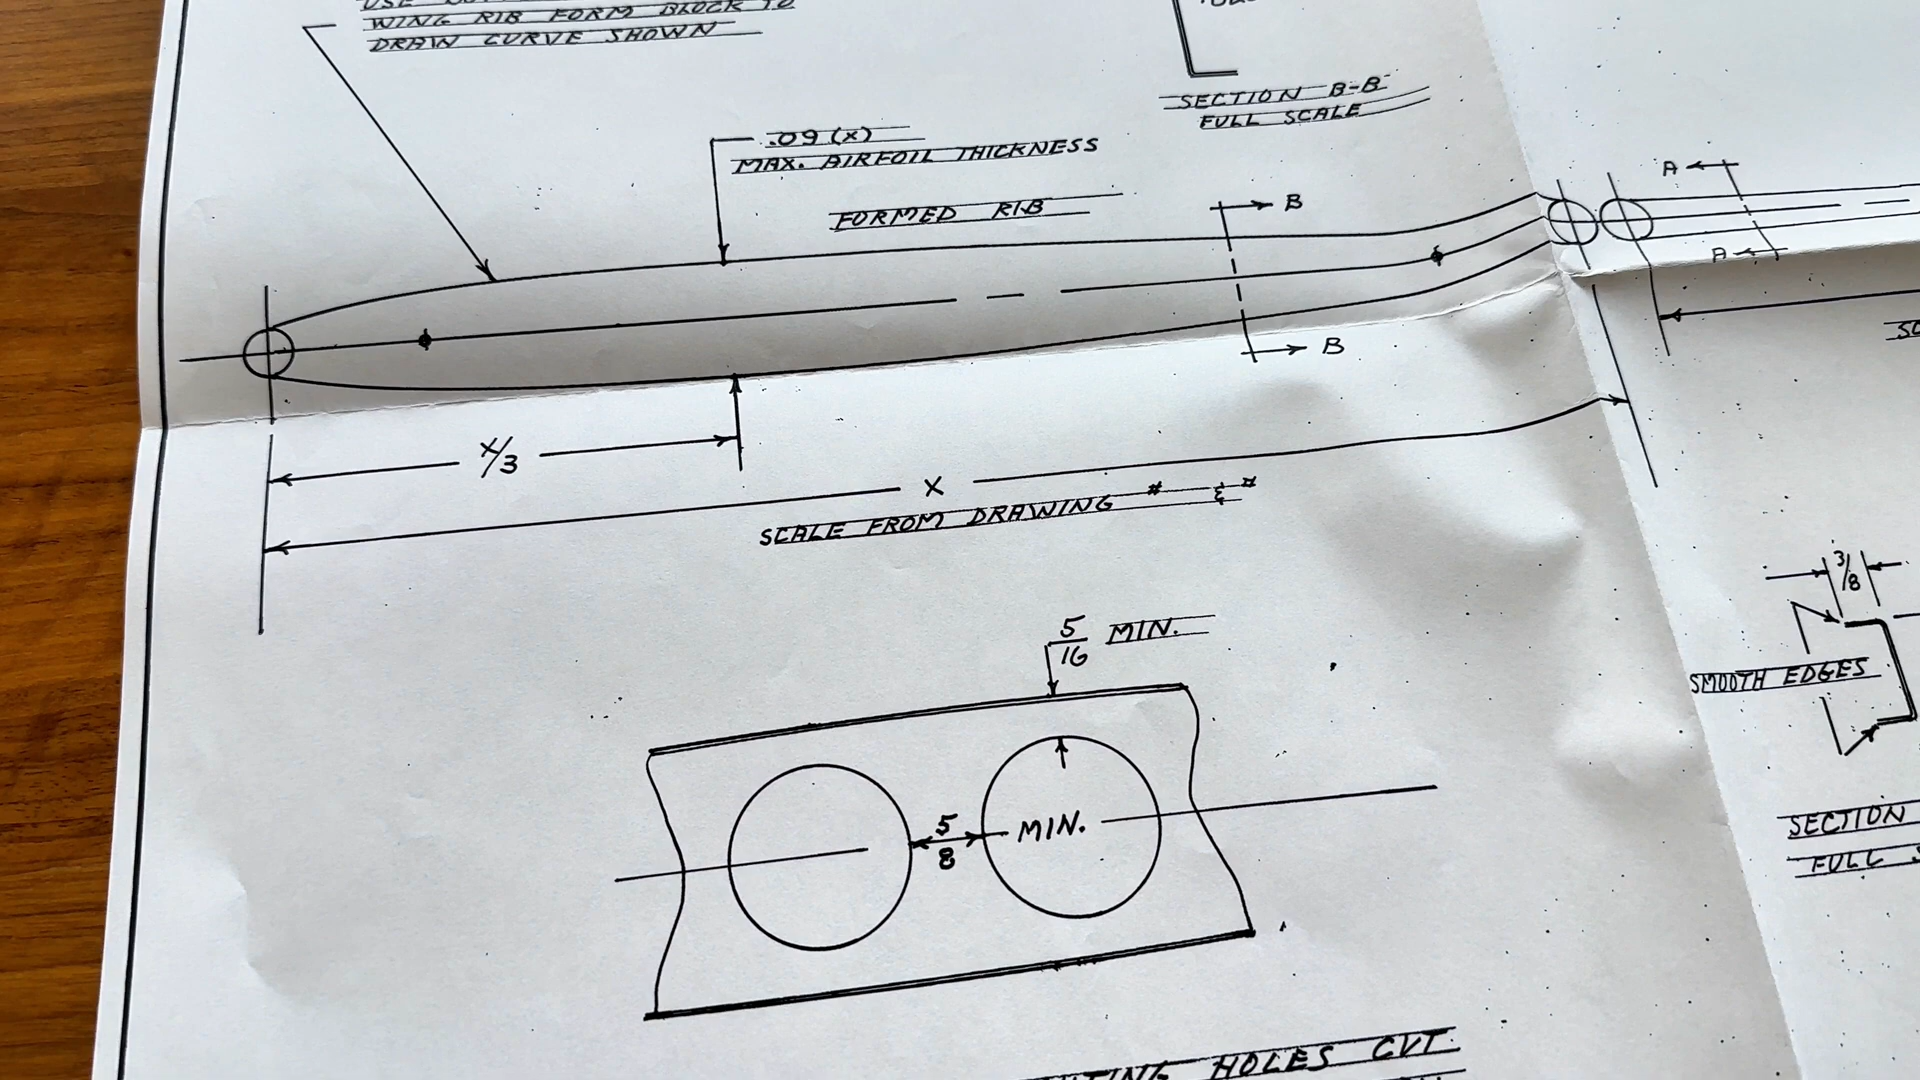 WING RIB FORM BLOCK TO
DRAW CURVE SHOWN
SECTION B-B
FULL SCALE
.09 (X)
MAX. AIRFOIL THICKNESS
FORMED RIB
B
B
A
A
X/3
X
SCALE FROM DRAWING # & #
5/16 MIN.
5/8 MIN.
3/8
SMOOTH EDGES
SECTION
FULL
HOLES CUT